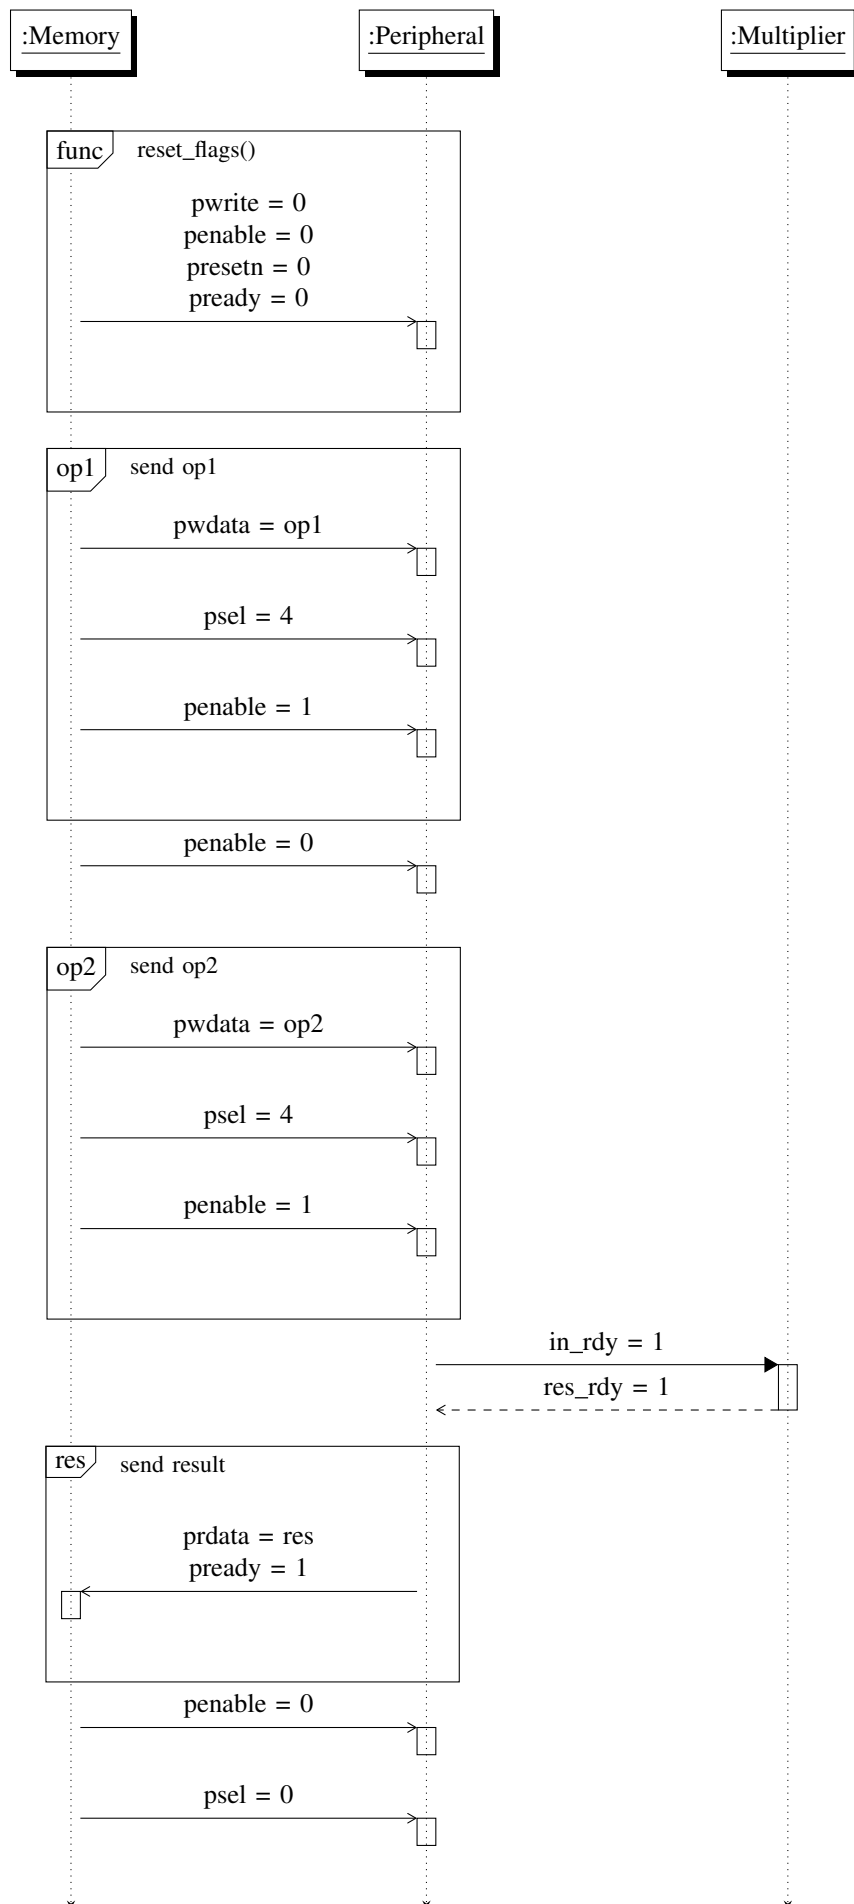 :Memory
:Peripheral
:Multiplier
func
reset_flags()
pwrite = 0
penable = 0
presetn = 0
pready = 0
op1
send op1
pwdata = op1
psel = 4
penable = 1
penable = 0
op2
send op2
pwdata = op2
psel = 4
penable = 1
in_rdy = 1
res_rdy = 1
res
send result
prdata = res
pready = 1
penable = 0
psel = 0